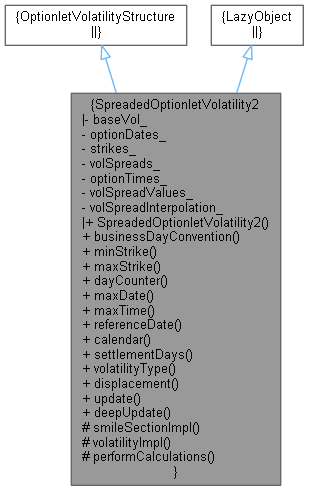 {OptionletVolatilityStructure
||}
{LazyObject
||}
{SpreadedOptionletVolatility2
|- baseVol_
- optionDates_
- strikes_
- volSpreads_
- optionTimes_
- volSpreadValues_
- volSpreadInterpolation_
|+ SpreadedOptionletVolatility2()
+ businessDayConvention()
+ minStrike()
+ maxStrike()
+ dayCounter()
+ maxDate()
+ maxTime()
+ referenceDate()
+ calendar()
+ settlementDays()
+ volatilityType()
+ displacement()
+ update()
+ deepUpdate()
# smileSectionImpl()
# volatilityImpl()
# performCalculations()
}